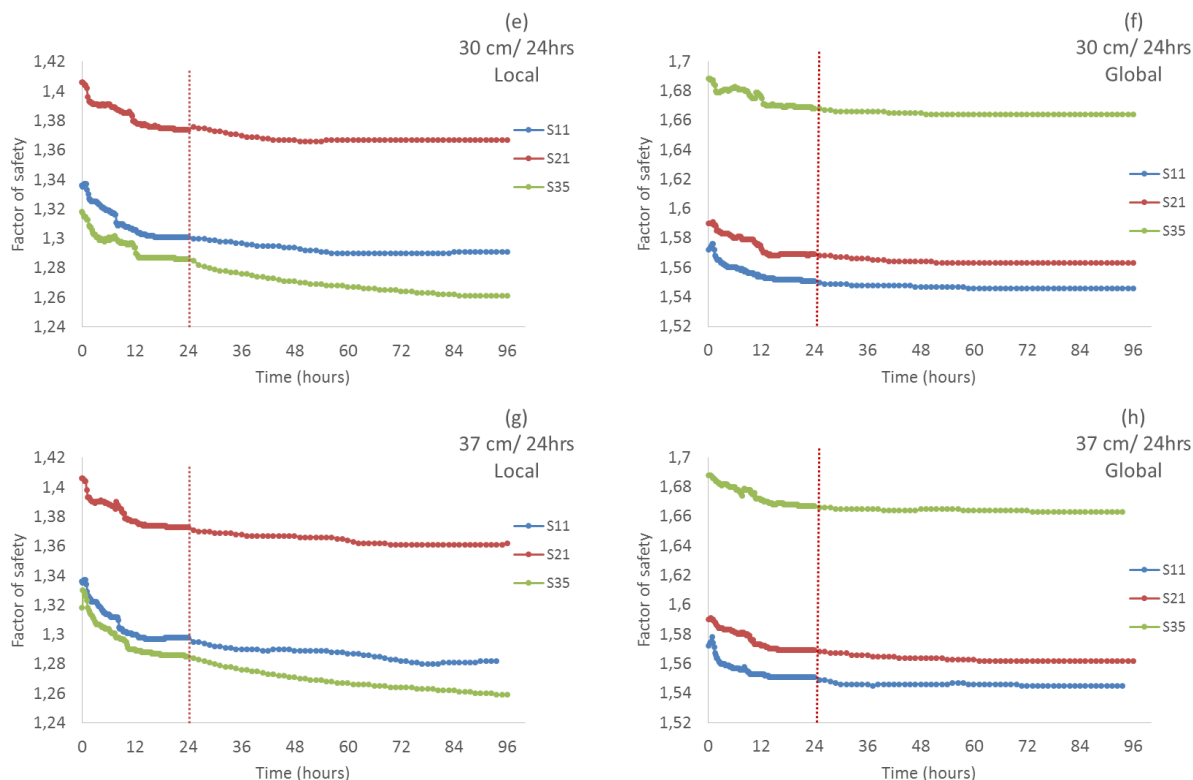 (e)
30 cm/ 24hrs
Local
1,42
1,4
1,38
1,36
1,34
1,32
1,3
1,28
1,26
1,24
Factor of safety
S11
S21
S35
0 12 24 36 48 60 72 84 96
Time (hours)
(f)
30 cm/ 24hrs
Global
1,7
1,68
1,66
1,64
1,62
1,6
1,58
1,56
1,54
1,52
Factor of safety
S11
S21
S35
0 12 24 36 48 60 72 84 96
Time (hours)
(g)
37 cm/ 24hrs
Local
1,42
1,4
1,38
1,36
1,34
1,32
1,3
1,28
1,26
1,24
Factor of safety
S11
S21
S35
0 12 24 36 48 60 72 84 96
Time (hours)
(h)
37 cm/ 24hrs
Global
1,7
1,68
1,66
1,64
1,62
1,6
1,58
1,56
1,54
1,52
Factor of safety
S11
S21
S35
0 12 24 36 48 60 72 84 96
Time (hours)